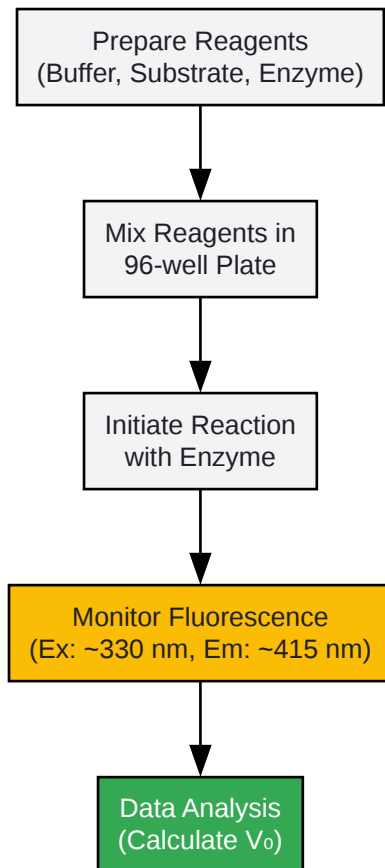 Prepare Reagents
(Buffer, Substrate, Enzyme)
Mix Reagents in
96-well Plate
Initiate Reaction
with Enzyme
Monitor Fluorescence
(Ex: ~330 nm, Em: ~415 nm)
Data Analysis
(Calculate V₀)